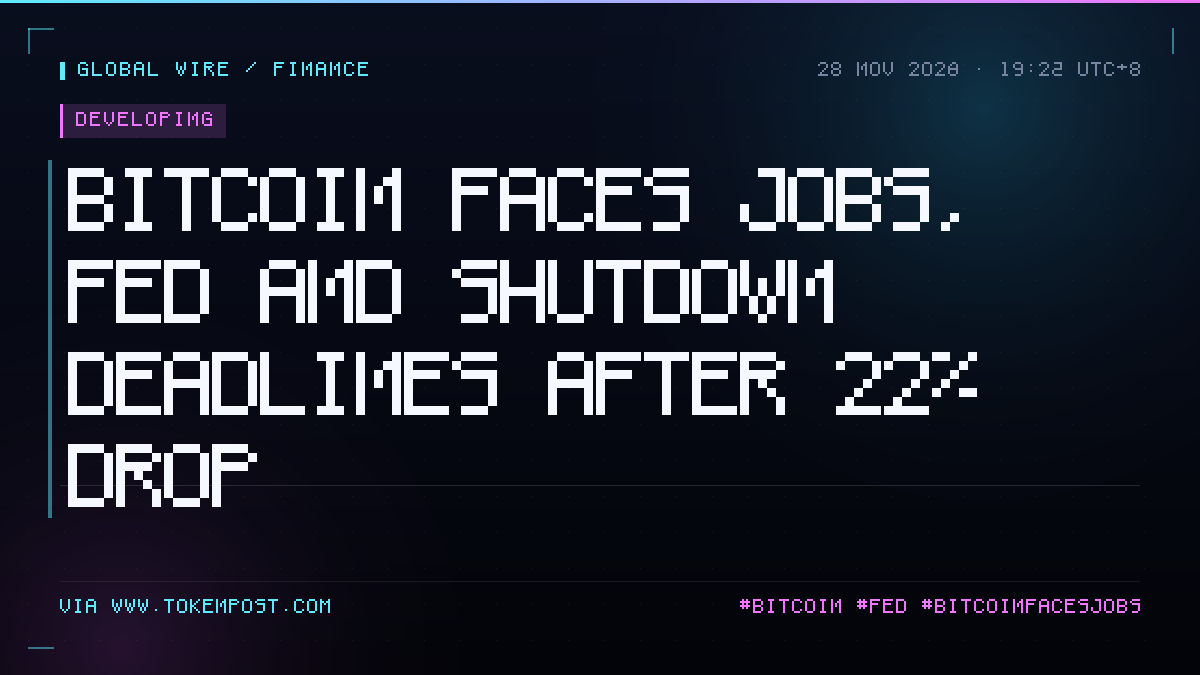 GLOBAL WIRE / FINANCE
28 NOV · 19:22 UTC+8
DEVELOPING
BITCOIN FACES JOBS,
FED AND SHUTDOWN
DEADLINES AFTER 22%
DROP
VIA WWW.TOKENPOST.COM
#BITCOIN #FED #BITCOINFACESJOBS